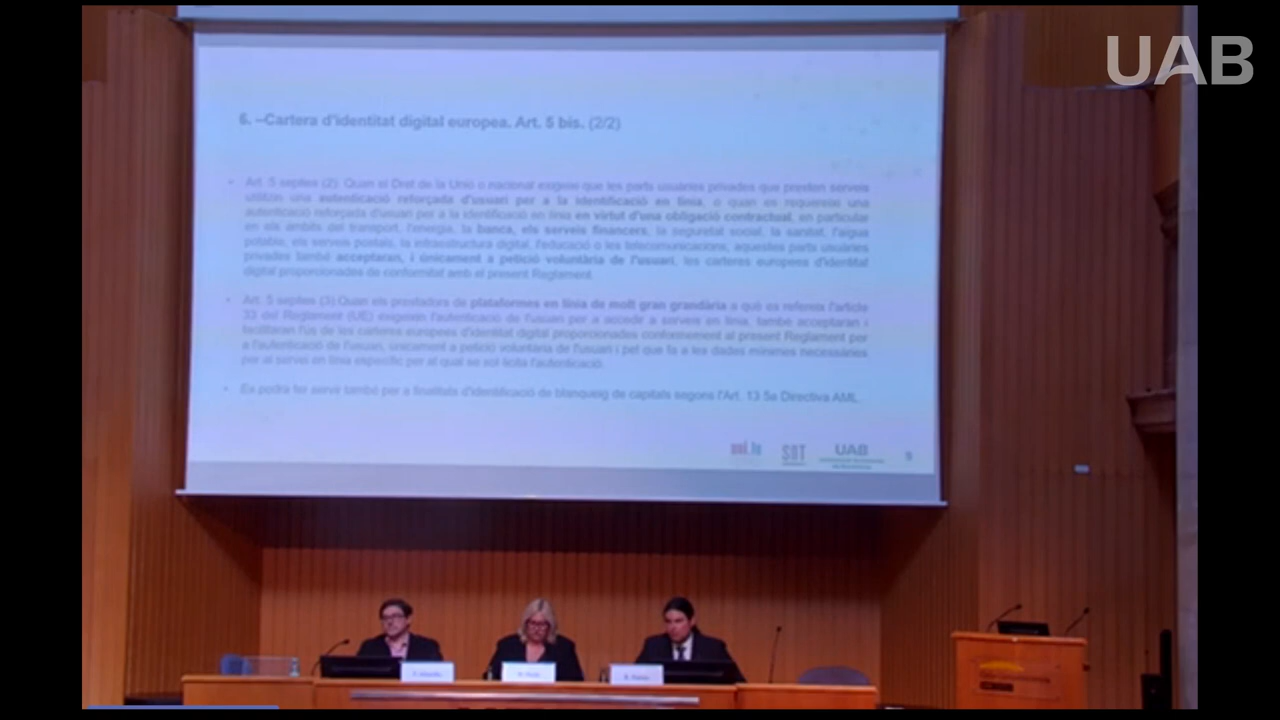 UAB
6. –Cartera d'identitat digital europea. Art. 5 bis. (2/2)
• Art. 5 septies (2). Quan el Dret de la Unió o nacional exigeix que les parts usuàries privades que presten serveis
utilitzin una autenticació reforçada d'usuari per a la identificació en línia, o quan es requereixi una
autenticació reforçada d'usuari per a la identificació en línia en virtut d'una obligació contractual, en particular
en els àmbits del transport, l'energia, la banca, els serveis financers, la seguretat social, la sanitat, l'aigua
potable, els serveis postals, la infraestructura digital, l'educació o les telecomunicacions, aquestes parts usuàries
privades també acceptaran, i únicament a petició voluntària de l'usuari, les carteres europees d'identitat
digital proporcionades de conformitat amb el present Reglament.
• Art. 5 septies (3) Quan els prestadors de plataformes en línia de molt gran grandària a què es refereix l'article
33 del Reglament (UE) exigeixin l'autenticació de l'usuari per a accedir a serveis en línia, també acceptaran i
facilitaran l'ús de les carteres europees d'identitat digital proporcionades conformement al present Reglament per
a l'autenticació de l'usuari, únicament a petició voluntària de l'usuari i pel que fa a les dades mínimes necessàries
per al servei en línia específic per al qual se sol·licita l'autenticació.
• Es podrà fer servir també per a finalitats d'identificació de blanqueig de capitals segons l'Art. 13 5a Directiva AML.
UAB